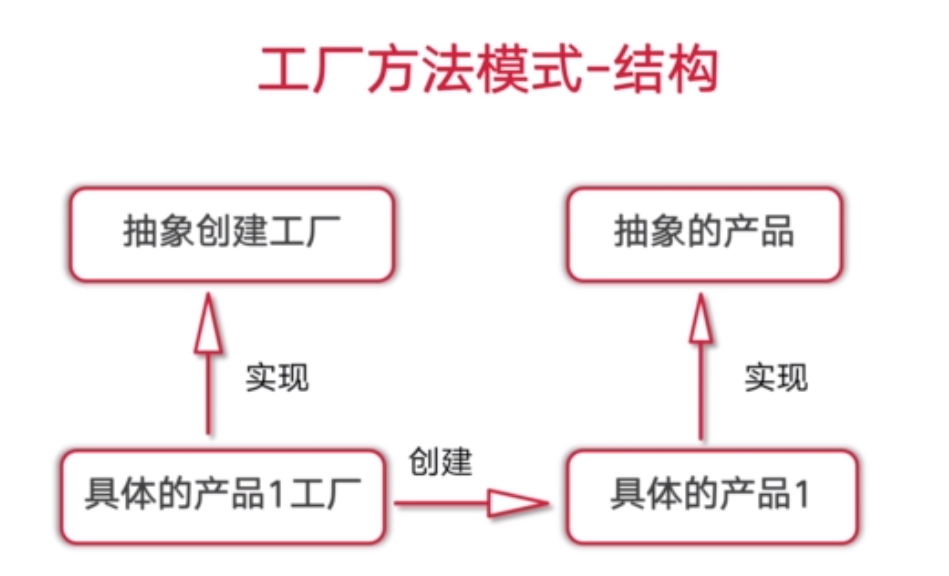 工厂方法模式-结构
抽象创建工厂
抽象的产品
实现
实现
创建
具体的产品1工厂
具体的产品1